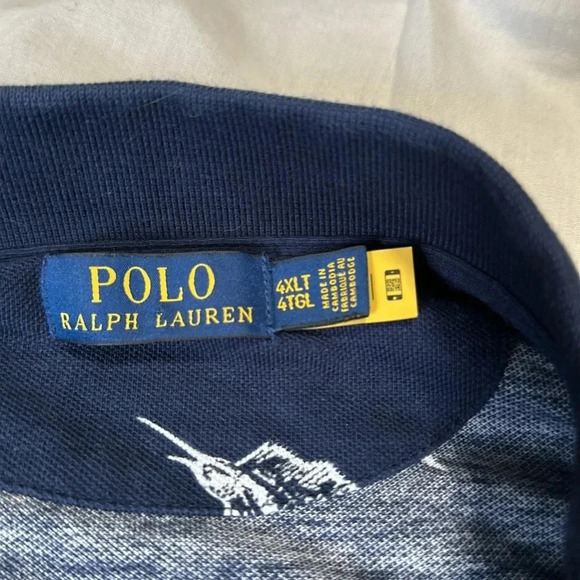 POLO
RALPH LAUREN
4XLT
4TGL
MADE IN
CAMBODIA
FABRIQUÉ AU
CAMBODGE